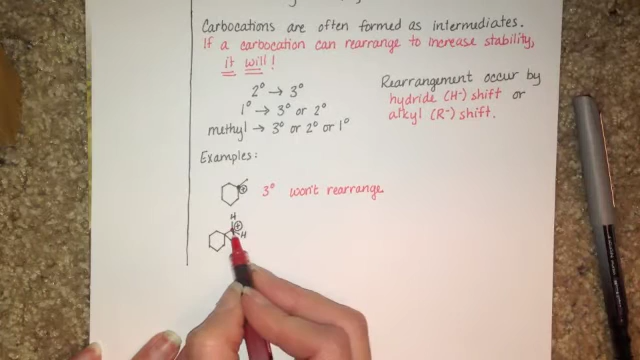 Carbocations are often formed as intermediates.
If a carbocation can rearrange to increase stability,
it will!
2° → 3°
1° → 3° or 2°
methyl → 3° or 2° or 1°
Rearrangement occur by
hydride (H⁻) shift or
alkyl (R⁻) shift.
Examples:
⊕ 3° won't rearrange
H
⊕
H